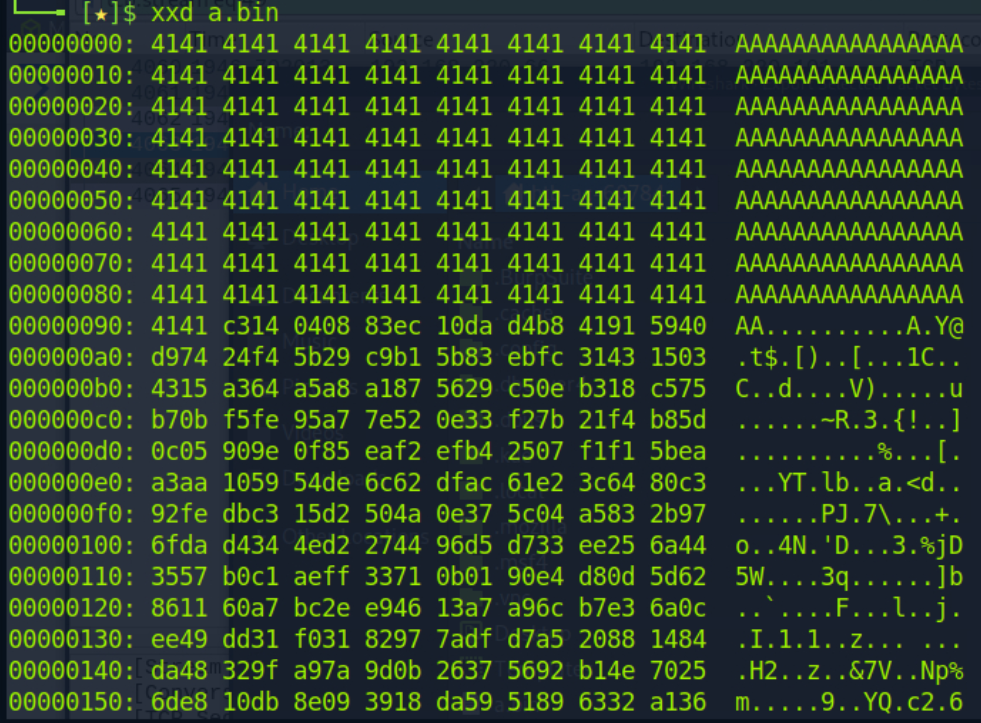 [★]$ xxd a.bin
00000000: 4141 4141 4141 4141 4141 4141 4141 4141  AAAAAAAAAAAAAAAA
00000010: 4141 4141 4141 4141 4141 4141 4141 4141  AAAAAAAAAAAAAAAA
00000020: 4141 4141 4141 4141 4141 4141 4141 4141  AAAAAAAAAAAAAAAA
00000030: 4141 4141 4141 4141 4141 4141 4141 4141  AAAAAAAAAAAAAAAA
00000040: 4141 4141 4141 4141 4141 4141 4141 4141  AAAAAAAAAAAAAAAA
00000050: 4141 4141 4141 4141 4141 4141 4141 4141  AAAAAAAAAAAAAAAA
00000060: 4141 4141 4141 4141 4141 4141 4141 4141  AAAAAAAAAAAAAAAA
00000070: 4141 4141 4141 4141 4141 4141 4141 4141  AAAAAAAAAAAAAAAA
00000080: 4141 4141 4141 4141 4141 4141 4141 4141  AAAAAAAAAAAAAAAA
00000090: 4141 c314 0408 83ec 10da d4b8 4191 5940  AA..........A.Y@
000000a0: d974 24f4 5b29 c9b1 5b83 ebfc 3143 1503  .t$.[)..[...1C..
000000b0: 4315 a364 a5a8 a187 5629 c50e b318 c575  C..d....V).....u
000000c0: b70b f5fe 95a7 7e52 0e33 f27b 21f4 b85d  ......~R.3.{!..]
000000d0: 0c05 909e 0f85 eaf2 efb4 2507 f1f1 5bea  ..........%...[.
000000e0: a3aa 1059 54de 6c62 dfac 61e2 3c64 80c3  ...YT.lb..a.<d..
000000f0: 92fe dbc3 15d2 504a 0e37 5c04 a583 2b97  ......PJ.7\...+.
00000100: 6fda d434 4ed2 2744 96d5 d733 ee25 6a44  o..4N.'D...3.%jD
00000110: 3557 b0c1 aeff 3371 0b01 90e4 d80d 5d62  5W....3q......]b
00000120: 8611 60a7 bc2e e946 13a7 a96c b7e3 6a0c  ..`....F...l..j.
00000130: ee49 dd31 f031 8297 7adf d7a5 2088 1484  .I.1.1..z... ...
00000140: da48 329f a97a 9d0b 2637 5692 b14e 7025  .H2..z..&7V..Np%
00000150: 6de8 10db 8e09 3918 da59 5189 6332 a136  m.....9..YQ.c2.6